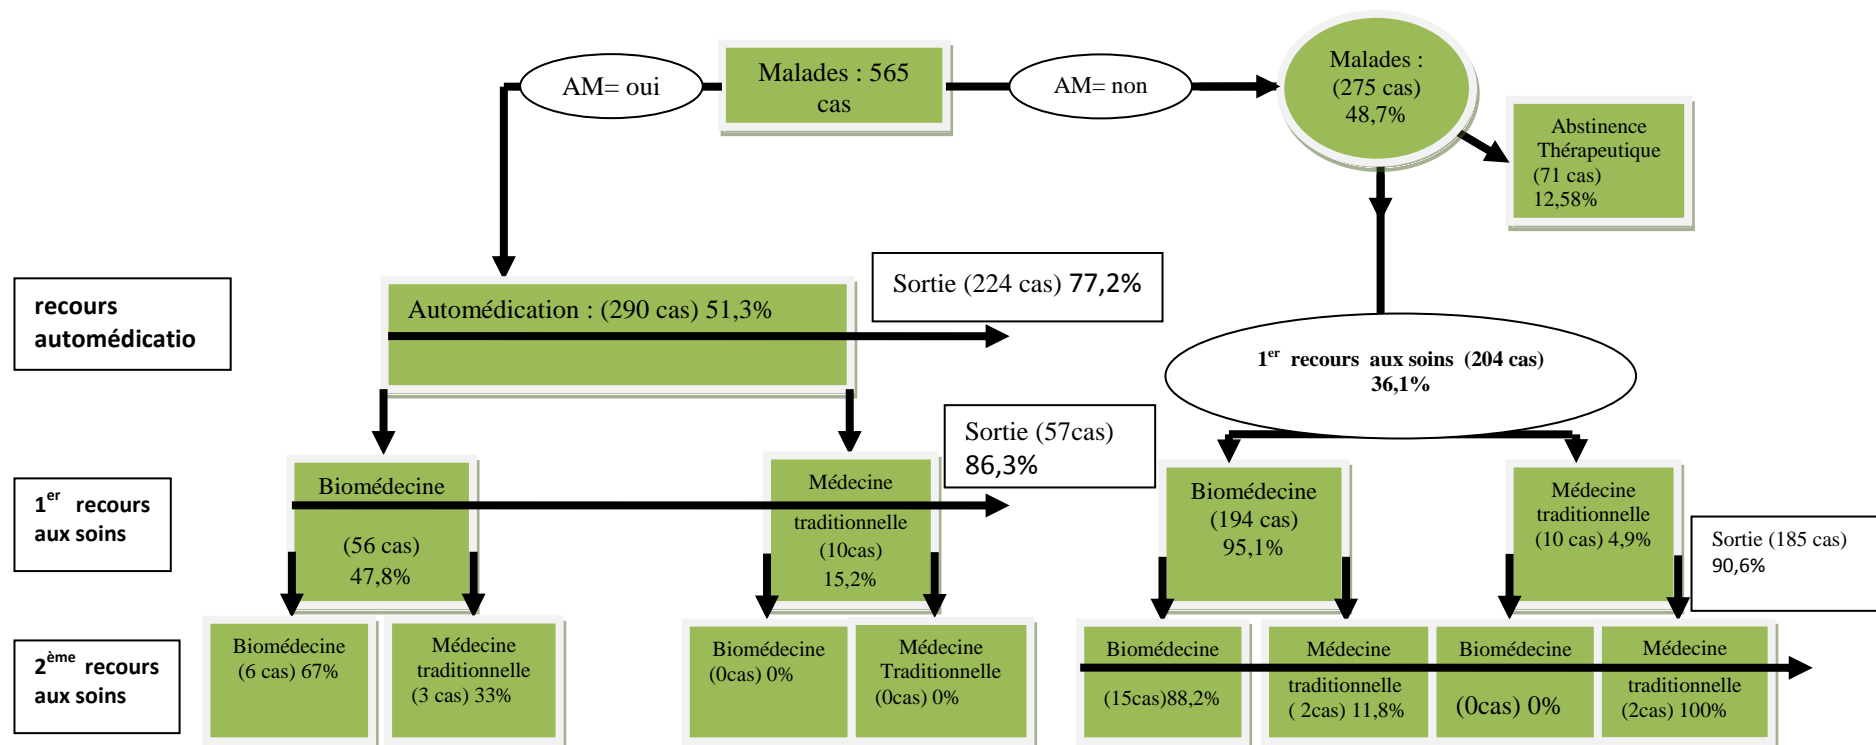 AM= oui
Malades : 565
cas
AM= non
Malades :
(275 cas)
48,7%
Abstinence
Thérapeutique
(71 cas)
12,58%
recours
automédicatio
Automédication : (290 cas) 51,3%
Sortie (224 cas) 77,2%
1er recours aux soins (204 cas)
36,1%
1er recours
aux soins
Biomédecine
(56 cas)
47,8%
Médecine
traditionnelle
(10cas)
15,2%
Sortie (57cas)
86,3%
Biomédecine
(194 cas)
95,1%
Médecine
traditionnelle
(10 cas) 4,9%
Sortie (185 cas)
90,6%
2ème recours
aux soins
Biomédecine
(6 cas) 67%
Médecine
traditionnelle
(3 cas) 33%
Biomédecine
(0cas) 0%
Médecine
Traditionnelle
(0cas) 0%
Biomédecine
(15cas)88,2%
Médecine
traditionnelle
( 2cas) 11,8%
Biomédecine
(0cas) 0%
Médecine
traditionnelle
(2cas) 100%